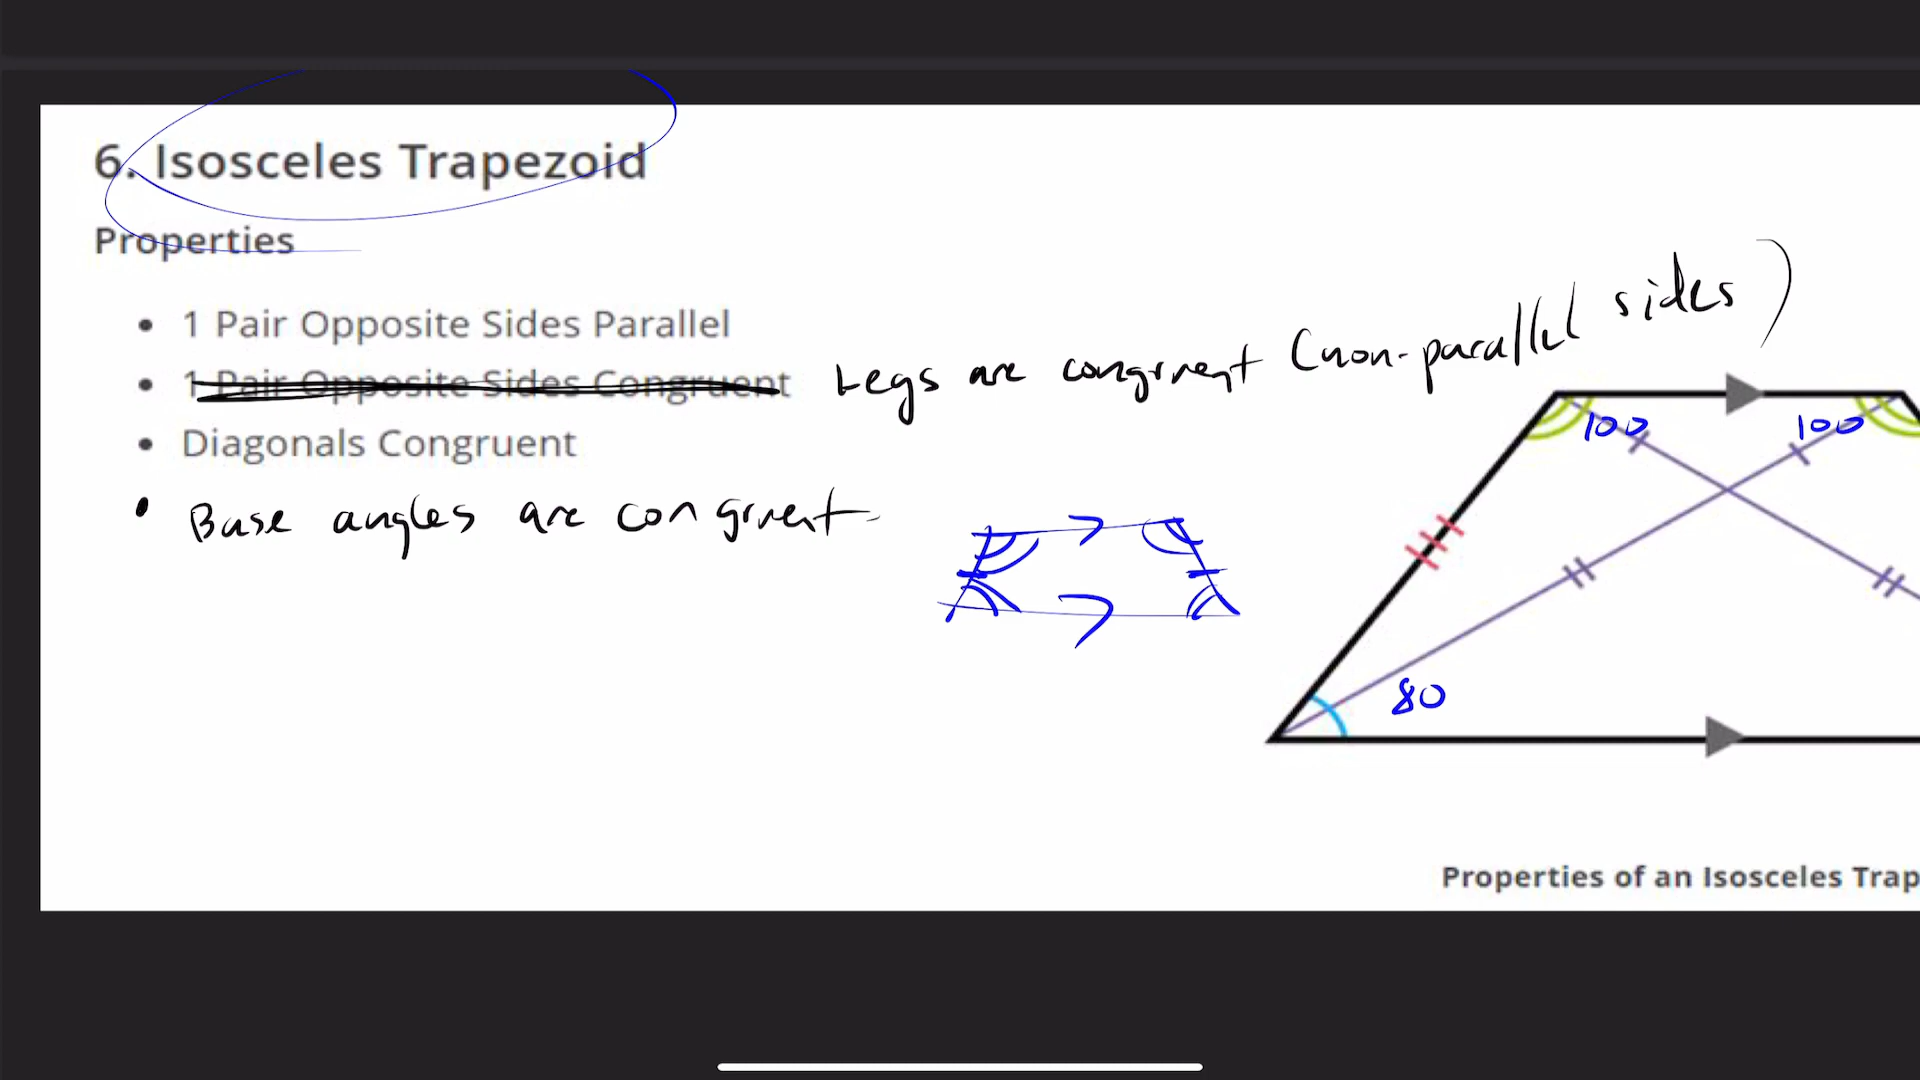 6. Isosceles Trapezoid
Properties
• 1 Pair Opposite Sides Parallel
• 1 Pair Opposite Sides Congruent Legs are congruent (non-parallel sides)
• Diagonals Congruent
• Base angles are congruent
100 100
80
Properties of an Isosceles Trap